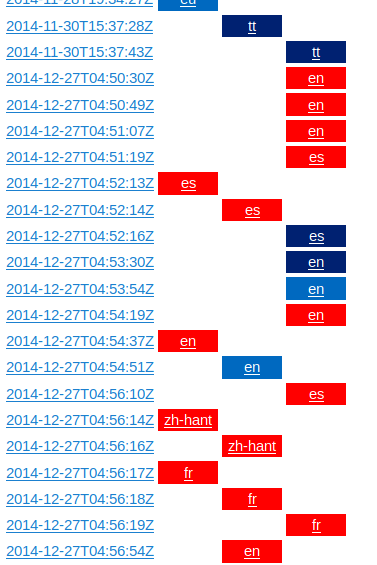 2014-11-28T19:34:27Z eu
2014-11-30T15:37:28Z tt
2014-11-30T15:37:43Z tt
2014-12-27T04:50:30Z en
2014-12-27T04:50:49Z en
2014-12-27T04:51:07Z en
2014-12-27T04:51:19Z es
2014-12-27T04:52:13Z es
2014-12-27T04:52:14Z es
2014-12-27T04:52:16Z es
2014-12-27T04:53:30Z en
2014-12-27T04:53:54Z en
2014-12-27T04:54:19Z en
2014-12-27T04:54:37Z en
2014-12-27T04:54:51Z en
2014-12-27T04:56:10Z es
2014-12-27T04:56:14Z zh-hant
2014-12-27T04:56:16Z zh-hant
2014-12-27T04:56:17Z fr
2014-12-27T04:56:18Z fr
2014-12-27T04:56:19Z fr
2014-12-27T04:56:54Z en